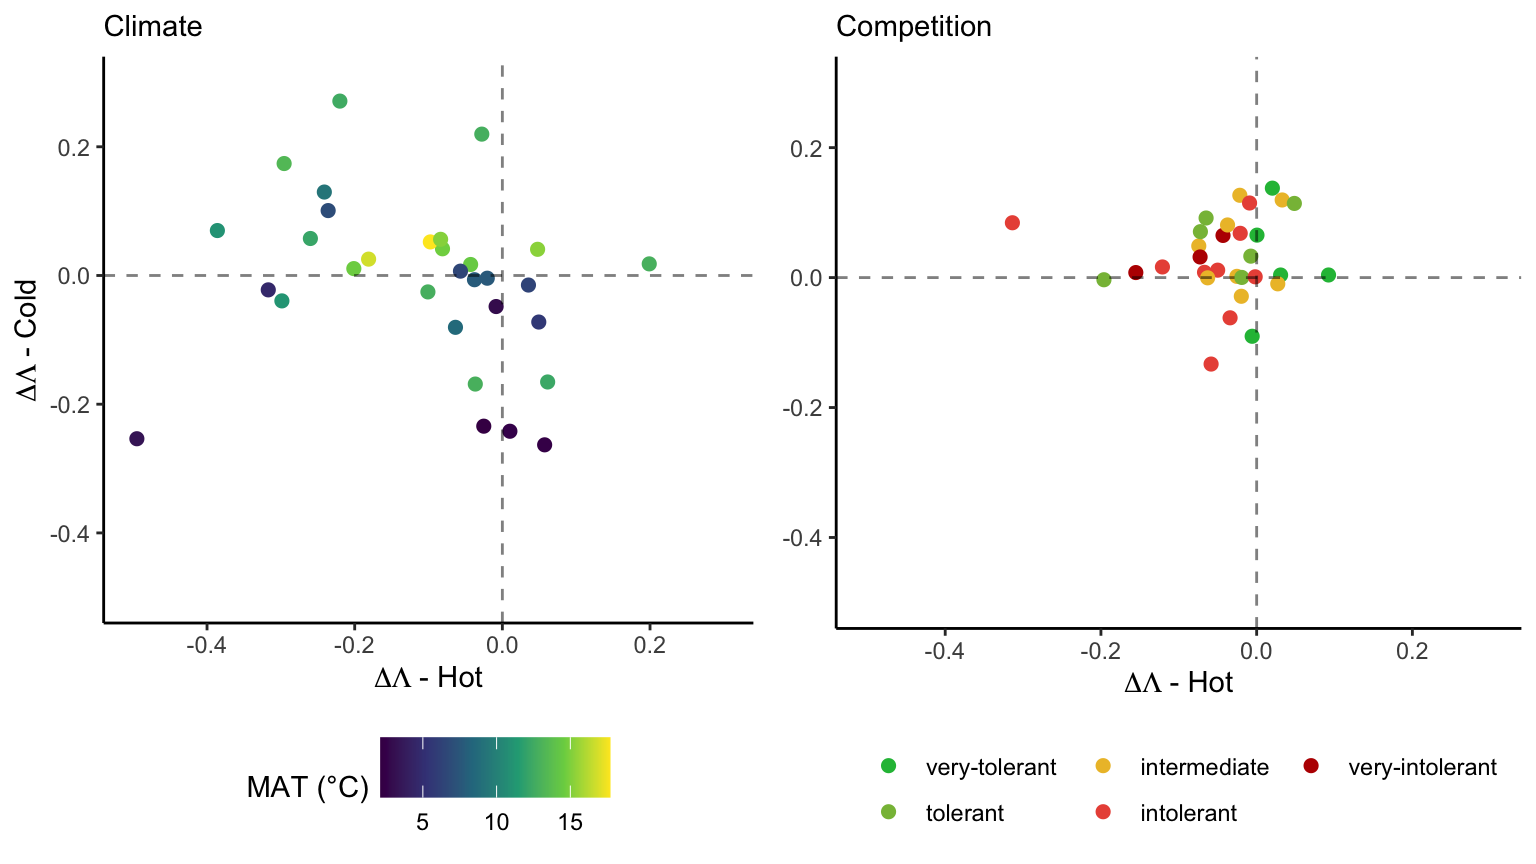 Climate
Competition
ΔΛ - Cold
0.2
0.0
-0.2
-0.4
-0.4
-0.2
0.0
0.2
ΔΛ - Hot
0.2
0.0
-0.2
-0.4
-0.4
-0.2
0.0
0.2
ΔΛ - Hot
MAT (°C)
5
10
15
very-tolerant
intermediate
very-intolerant
tolerant
intolerant